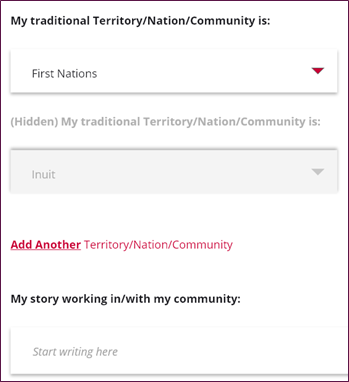 My traditional Territory/Nation/Community is:
First Nations
(Hidden) My traditional Territory/Nation/Community is:
Inuit
Add Another Territory/Nation/Community
My story working in/with my community:
Start writing here